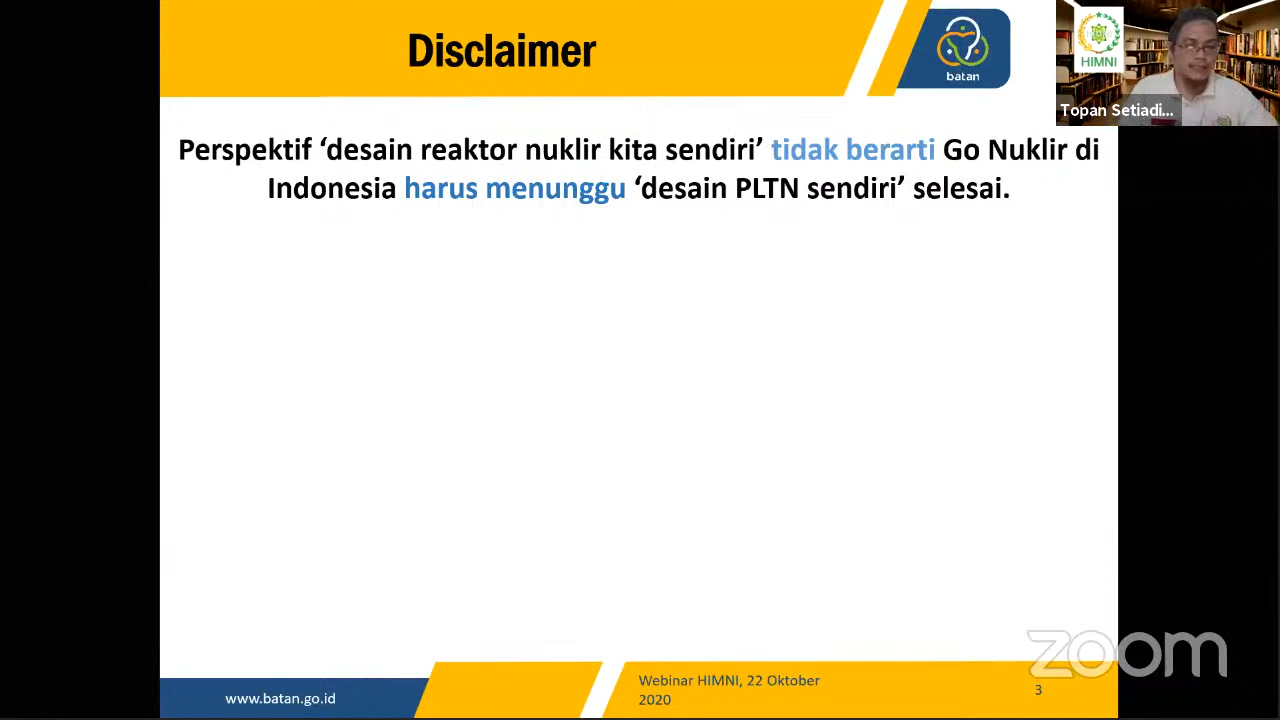 Disclaimer
batan
HIMNI
Topan Setiadi...
Perspektif ‘desain reaktor nuklir kita sendiri’ tidak berarti Go Nuklir di
Indonesia harus menunggu ‘desain PLTN sendiri’ selesai.
zoom
www.batan.go.id
Webinar HIMNI, 22 Oktober
2020
3